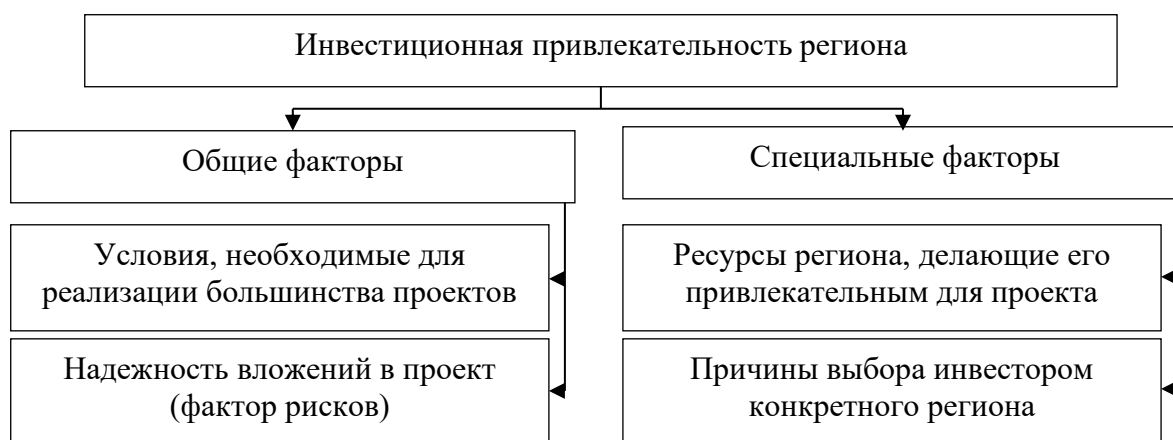 Инвестиционная привлекательность региона
Общие факторы
Специальные факторы
Условия, необходимые для
реализации большинства проектов
Ресурсы региона, делающие его
привлекательным для проекта
Надежность вложений в проект
(фактор рисков)
Причины выбора инвестором
конкретного региона